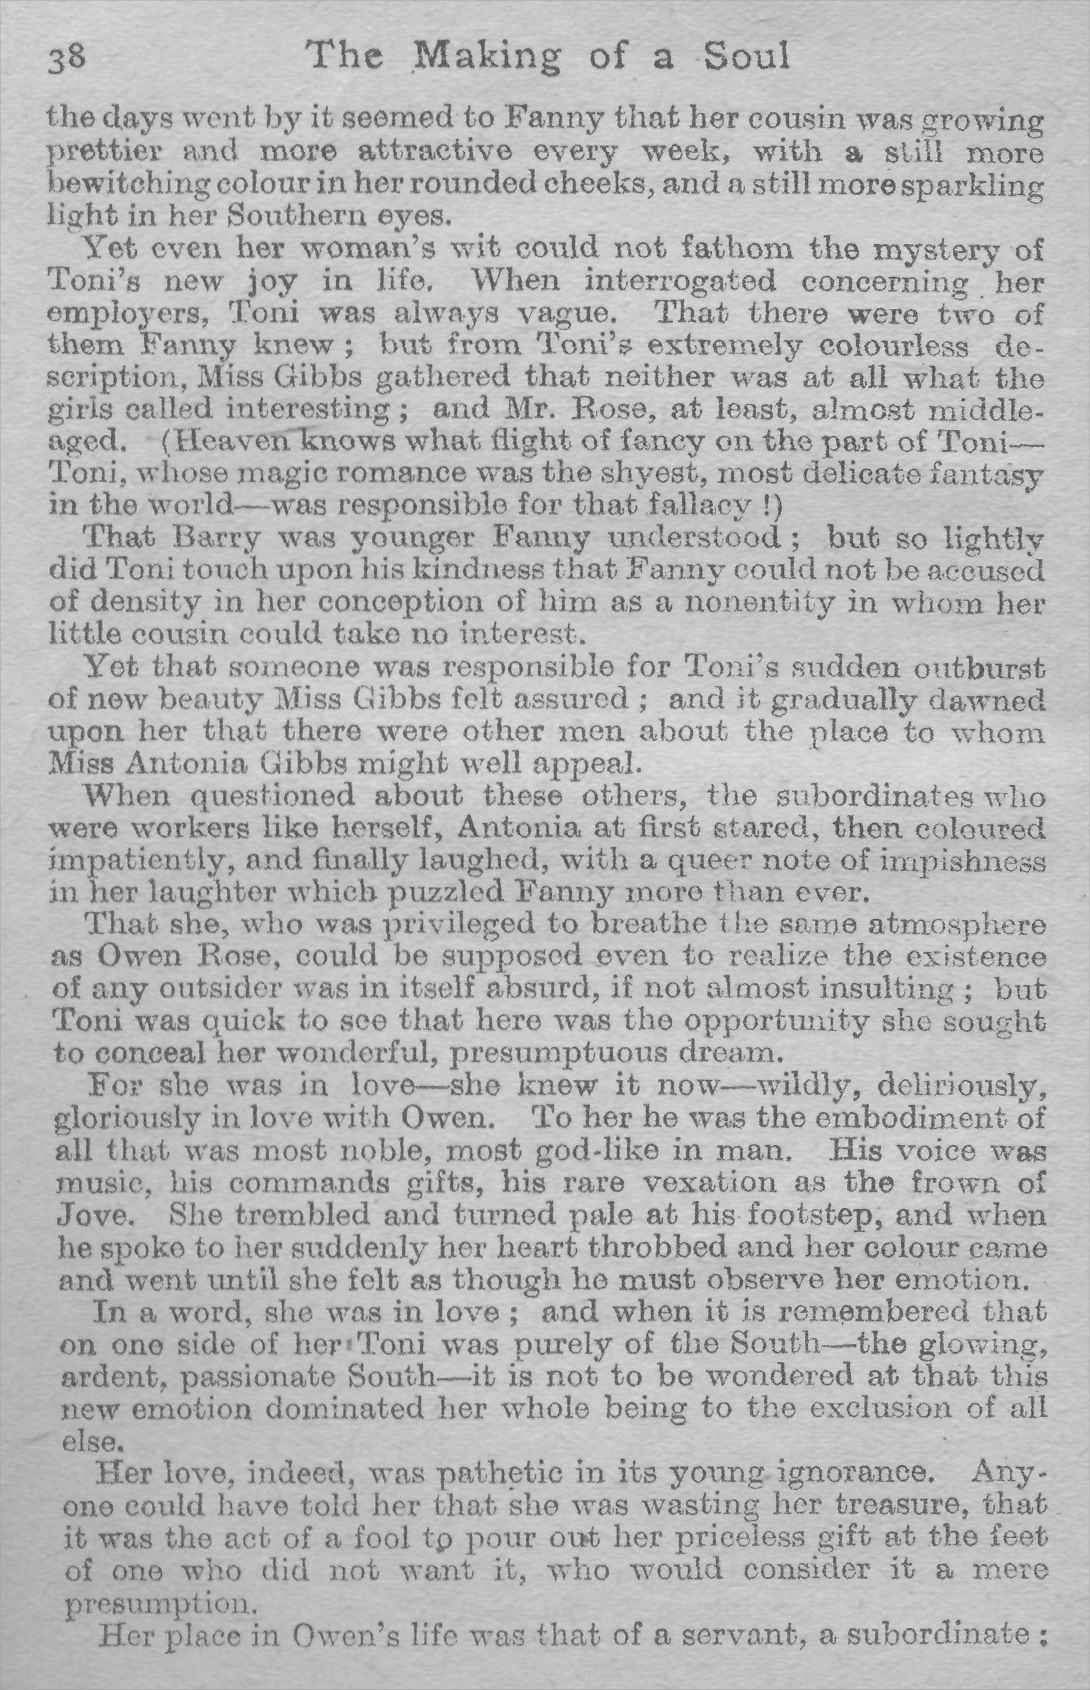 38 The Making of a Soul
the days went by it seemed to Fanny that her cousin was growing
prettier and more attractive every week, with a still more
bewitching colour in her rounded cheeks, and a still more sparkling
light in her Southern eyes.
Yet even her woman's wit could not fathom the mystery of
Toni's new joy in life. When interrogated concerning her
employers, Toni was always vague. That there were two of
them Fanny knew ; but from Toni's extremely colourless de-
scription, Miss Gibbs gathered that neither was at all what the
girls called interesting ; and Mr. Rose, at least, almost middle-
aged. (Heaven knows what flight of fancy on the part of Toni—
Toni, whose magic romance was the shyest, most delicate fantasy
in the world—was responsible for that fallacy !)
That Barry was younger Fanny understood ; but so lightly
did Toni touch upon his kindness that Fanny could not be accused
of density in her conception of him as a nonentity in whom her
little cousin could take no interest.
Yet that someone was responsible for Toni's sudden outburst
of new beauty Miss Gibbs felt assured ; and it gradually dawned
upon her that there were other men about the place to whom
Miss Antonia Gibbs might well appeal.
When questioned about these others, the subordinates who
were workers like herself, Antonia at first stared, then coloured
impatiently, and finally laughed, with a queer note of impishness
in her laughter which puzzled Fanny more than ever.
That she, who was privileged to breathe the same atmosphere
as Owen Rose, could be supposed even to realize the existence
of any outsider was in itself absurd, if not almost insulting ; but
Toni was quick to see that here was the opportunity she sought
to conceal her wonderful, presumptuous dream.
For she was in love—she knew it now—wildly, deliriously,
gloriously in love with Owen. To her he was the embodiment of
all that was most noble, most god-like in man. His voice was
music, his commands gifts, his rare vexation as the frown of
Jove. She trembled and turned pale at his footstep, and when
he spoke to her suddenly her heart throbbed and her colour came
and went until she felt as though he must observe her emotion.
In a word, she was in love ; and when it is remembered that
on one side of her Toni was purely of the South—the glowing,
ardent, passionate South—it is not to be wondered at that this
new emotion dominated her whole being to the exclusion of all
else.
Her love, indeed, was pathetic in its young ignorance. Any-
one could have told her that she was wasting her treasure, that
it was the act of a fool to pour out her priceless gift at the feet
of one who did not want it, who would consider it a mere
presumption.
Her place in Owen's life was that of a servant, a subordinate ;